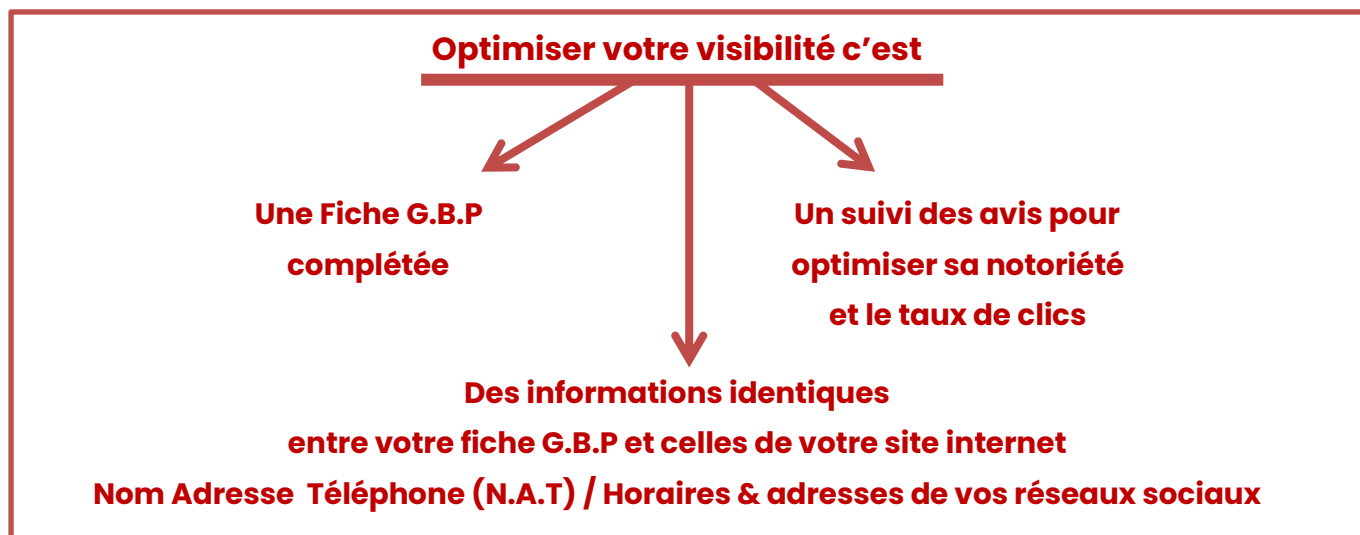 Optimiser votre visibilité c’est
Une Fiche G.B.P
complétée
Un suivi des avis pour
optimiser sa notoriété
et le taux de clics
Des informations identiques
entre votre fiche G.B.P et celles de votre site internet
Nom Adresse  Téléphone (N.A.T) / Horaires & adresses de vos réseaux sociaux